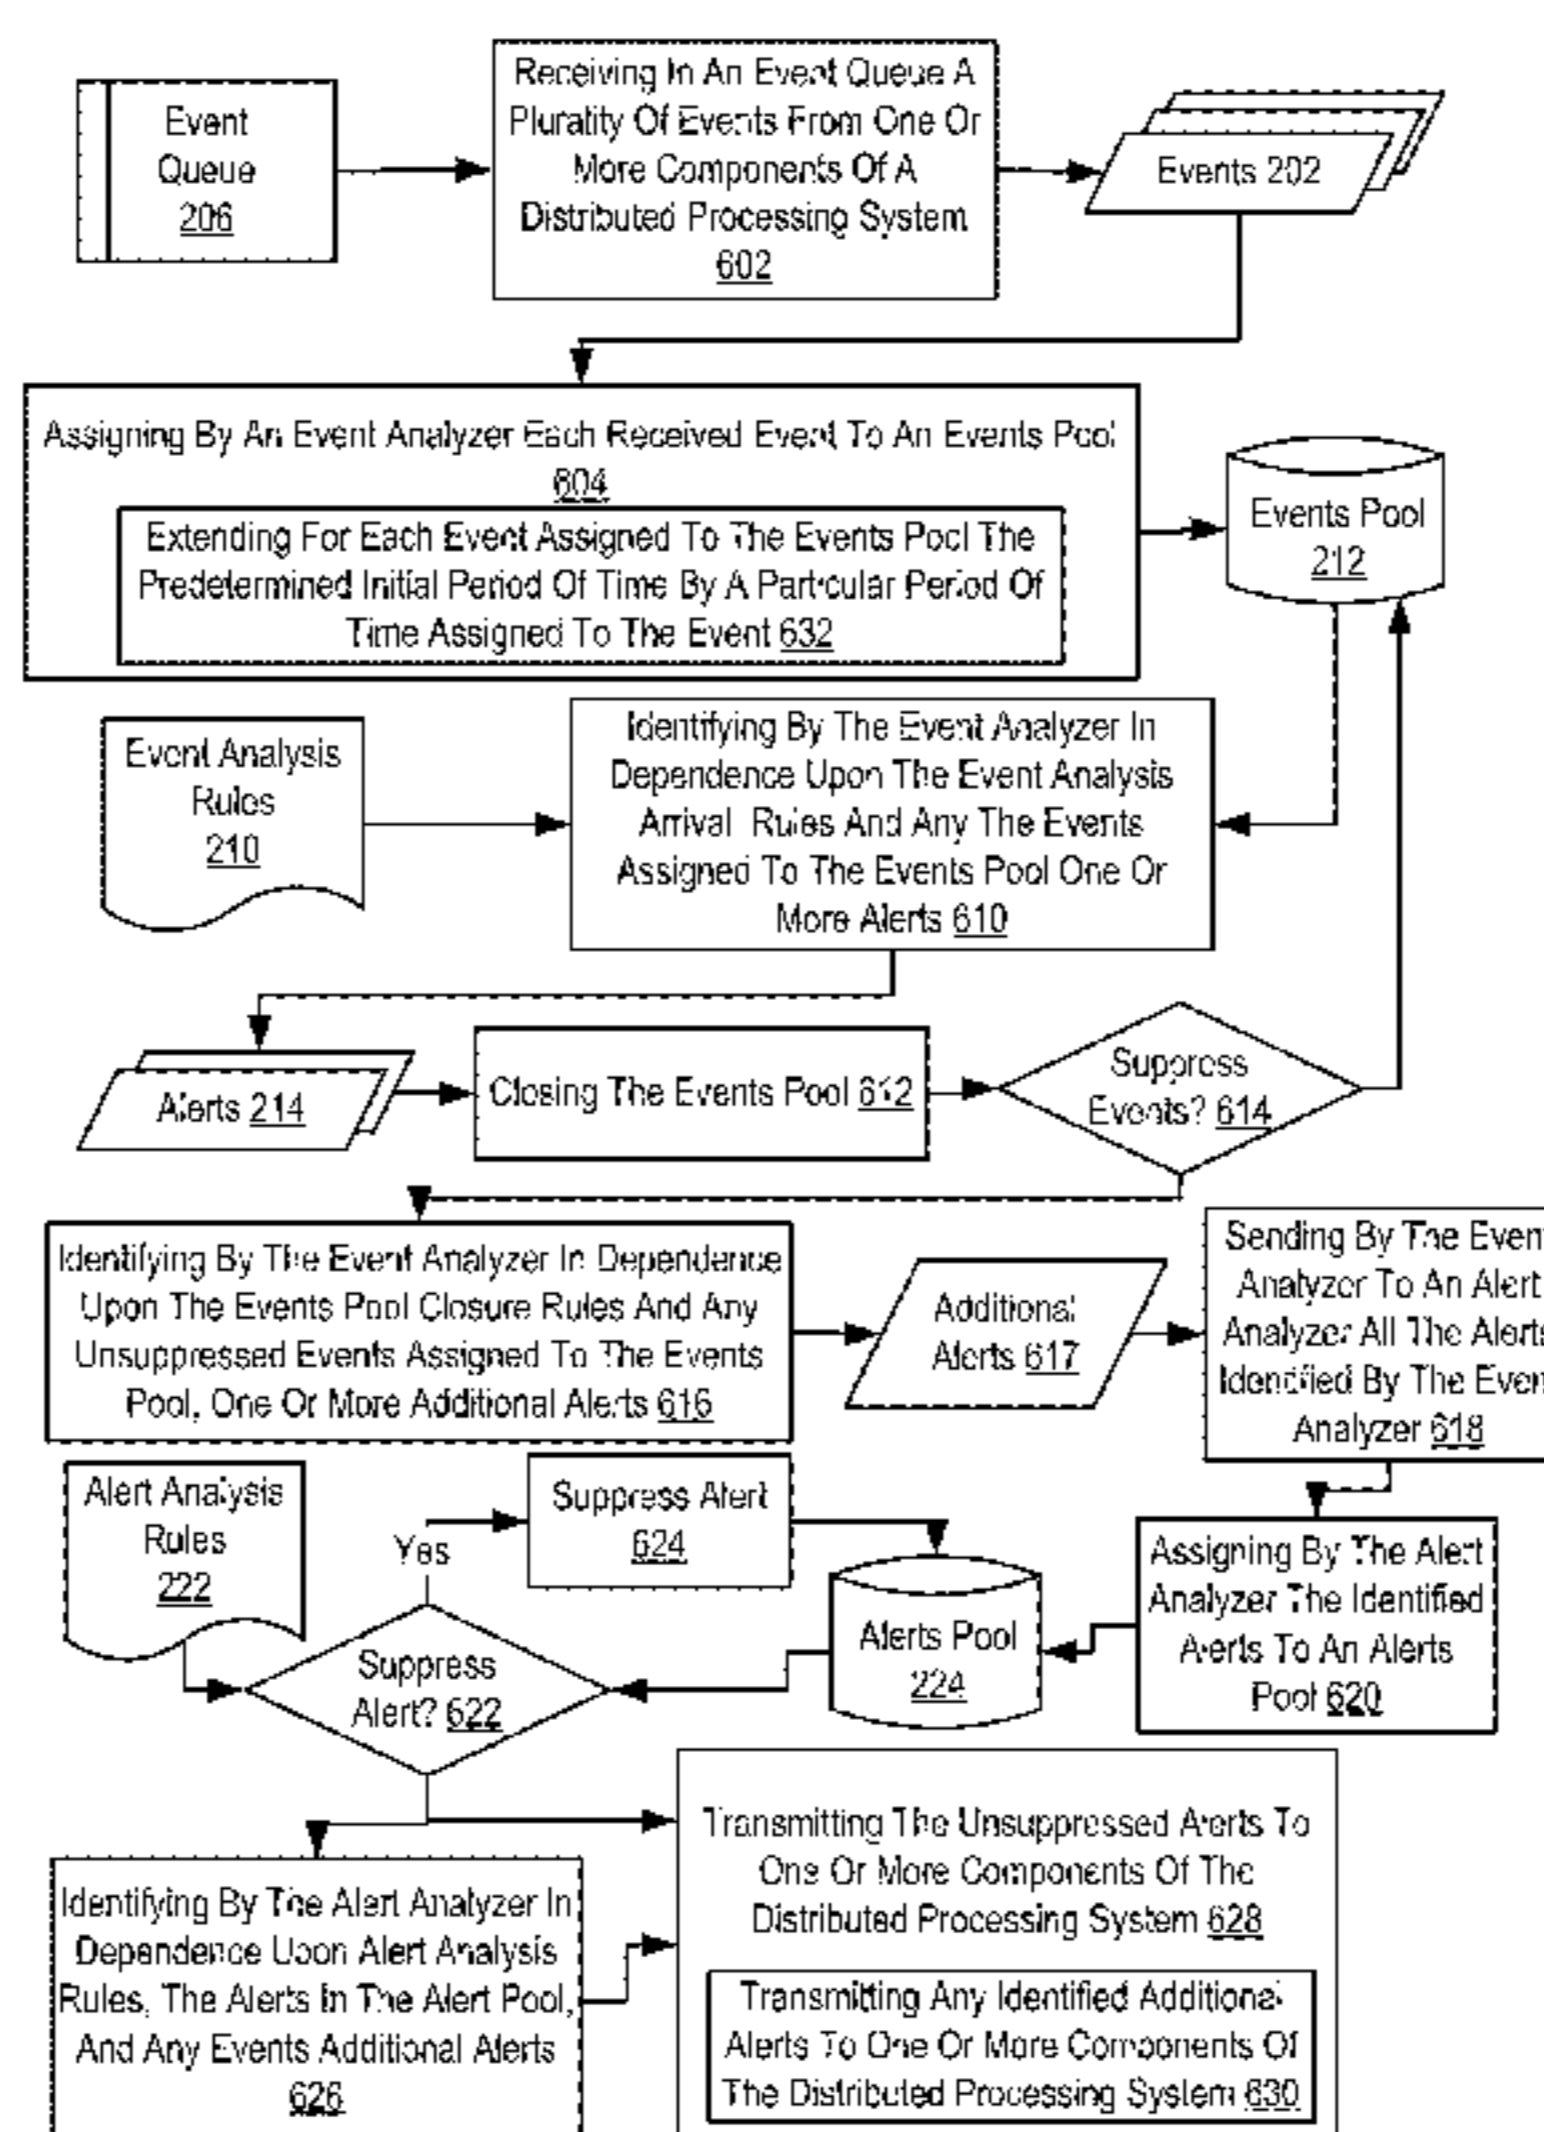 Event
Queue
206
Receiving In An Event Queue A
Pluratity Of Events From One Or
More Components Of A
Distributed Processing System
602
Events 202
Assigning By An Event Analyzer Each Received Event To An Events Pool
604
Extending For Each Event Assigned To The Events Pool The
Predetermined Initial Period Of Time By A Particular Period Of
Time Assigned To The Event 632
Events Pool
212
Event Analysis
Rules
210
Identifying By The Event Analyzer In
Dependence Upon The Event Analysis
Arrival Rules And Any The Events
Assigned To The Events Pool One Or
More Alerts 610
Alerts 214
Closing The Events Pool 612
Suppress
Events? 614
Identifying By The Event Analyzer In Dependence
Upon The Events Pool Closure Rules And Any
Unsuppressed Events Assigned To The Events
Pool, One Or More Additional Alerts 616
Additional
Alerts 617
Sending By The Event
Analyzer To An Alert
Analyzer All The Alerts
Identified By The Event
Analyzer 618
Alert Analysis
Rules
222
Yes
Suppress Alert
624
Alerts Pool
224
Assigning By The Alert
Analyzer The Identified
Alerts To An Alerts
Pool 620
Suppress
Alert? 622
Transmitting The Unsuppressed Alerts To
One Or More Components Of The
Distributed Processing System 628
Identifying By The Alert Analyzer In
Dependence Upon Alert Analysis
Rules, The Alerts In The Alert Pool,
And Any Events Additional Alerts
626
Transmitting Any Identified Additional
Alerts To One Or More Components Of
The Distributed Processing System 630